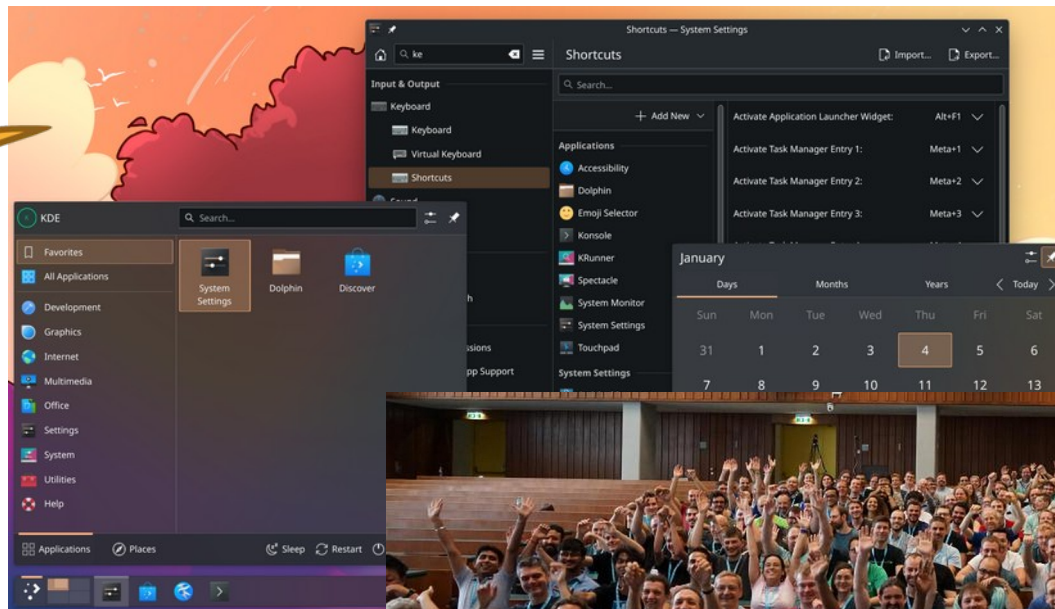 Shortcuts — System Settings
ke
Shortcuts
Import...
Export...
Input & Output
Search...
Keyboard
Add New
Keyboard
Virtual Keyboard
Shortcuts
Applications
Accessibility
Dolphin
Emoji Selector
Konsole
KRunner
Spectacle
System Monitor
System Settings
Touchpad
System Settings
Activate Application Launcher Widget: Alt+F1
Activate Task Manager Entry 1: Meta+1
Activate Task Manager Entry 2: Meta+2
Activate Task Manager Entry 3: Meta+3
KDE
Search...
Favorites
All Applications
Development
Graphics
Internet
Multimedia
Office
Settings
System
Utilities
Help
System
Settings
Dolphin
Discover
Applications
Places
Sleep
Restart
pp Support
January
Days Months Years Today
Sun Mon Tue Wed Thu Fri Sat
31 1 2 3 4 5 6
7 8 9 10 11 12 13